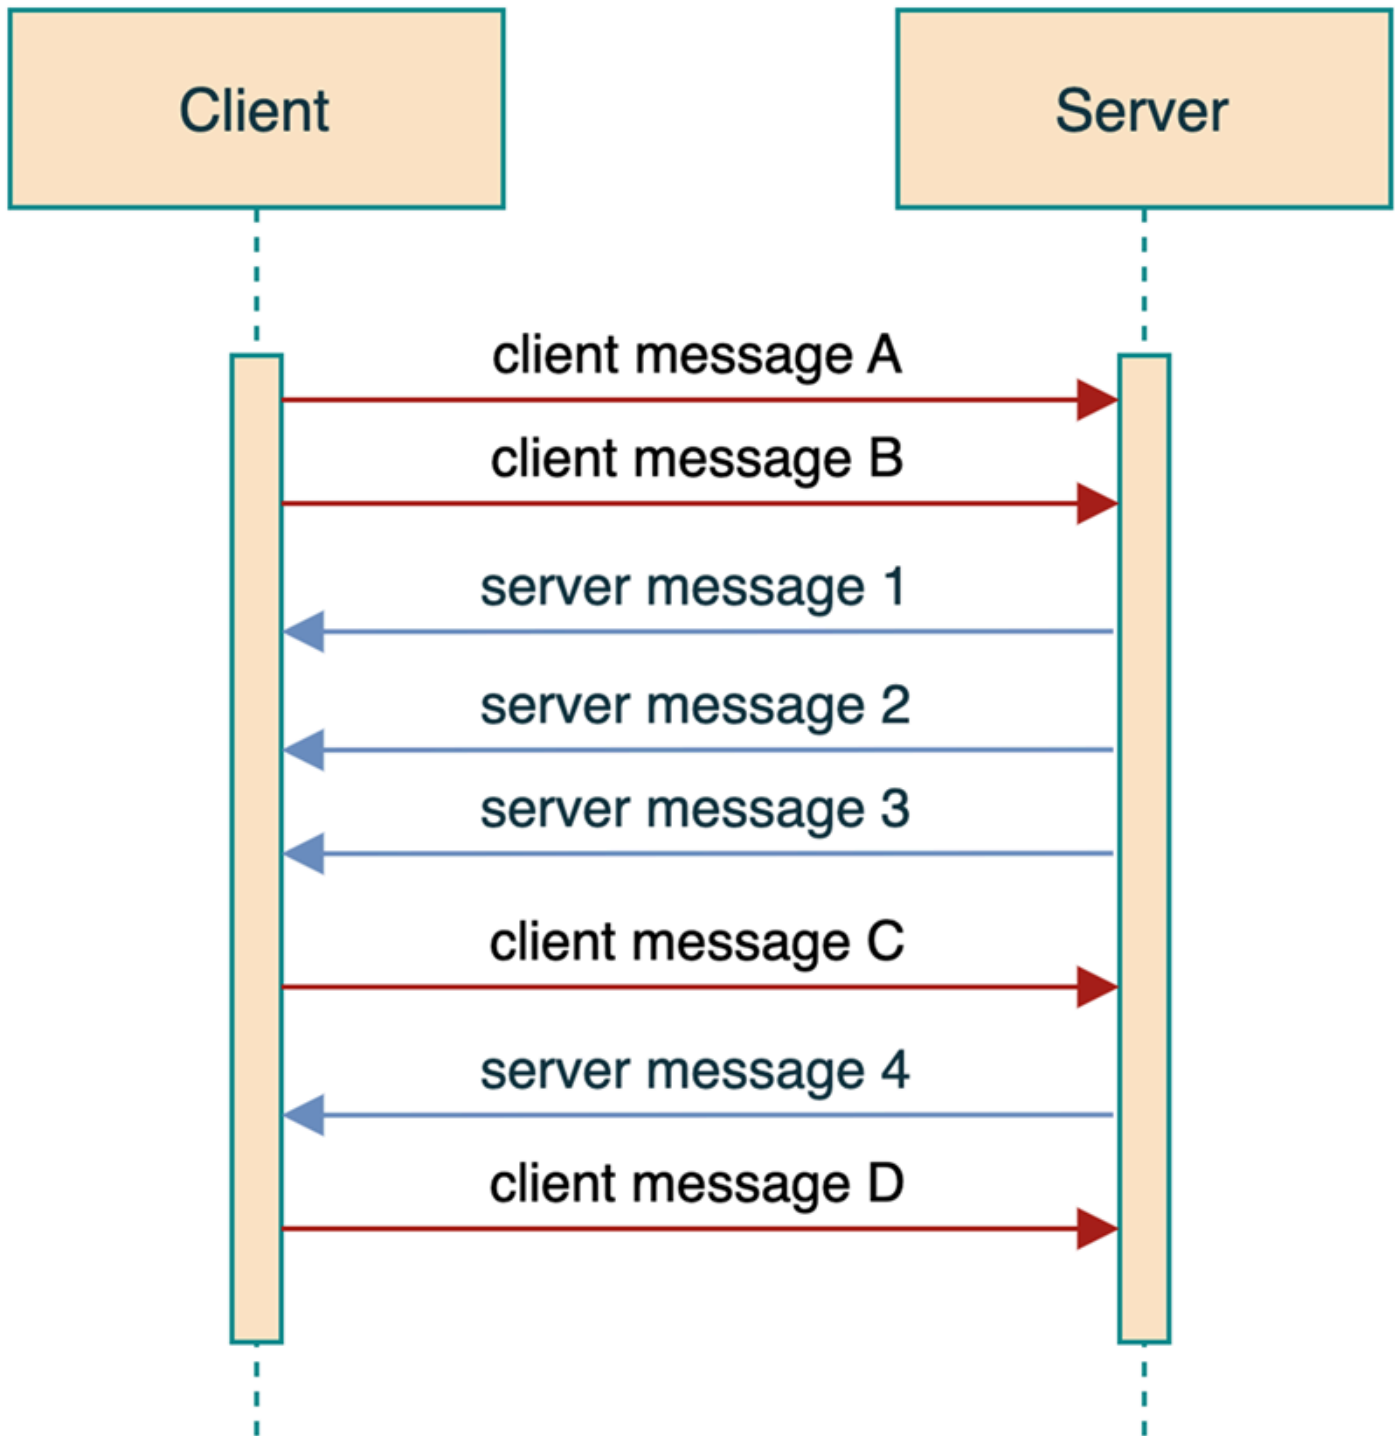 Client
Server
client message A
client message B
server message 1
server message 2
server message 3
client message C
server message 4
client message D